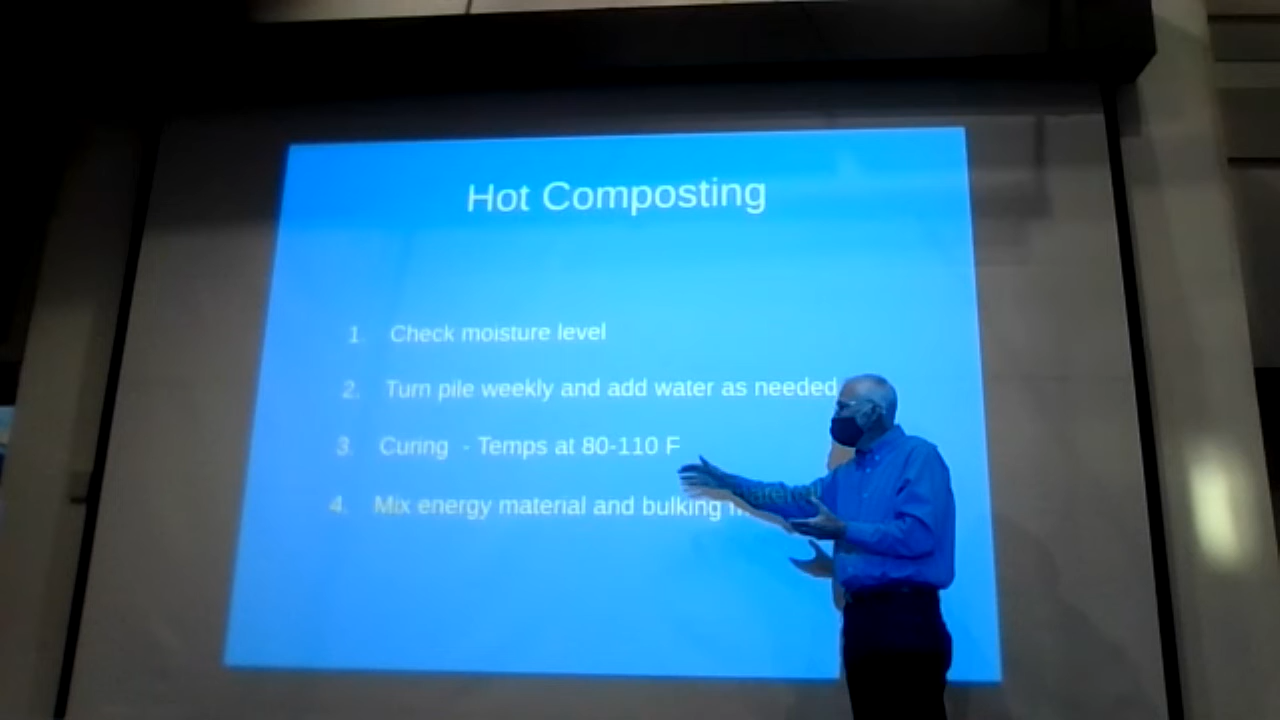 Hot Composting
1. Check moisture level
2. Turn pile weekly and add water as needed
3. Curing - Temps at 80-110 F
4. Mix energy material and bulking material